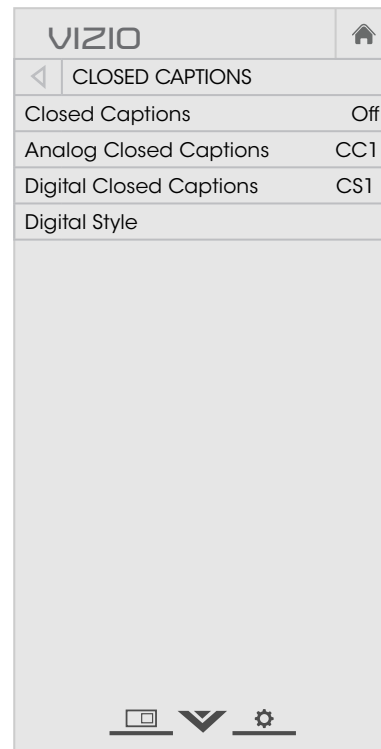 VIZIO
CLOSED CAPTIONS
Closed Captions Off
Analog Closed Captions CC1
Digital Closed Captions CS1
Digital Style